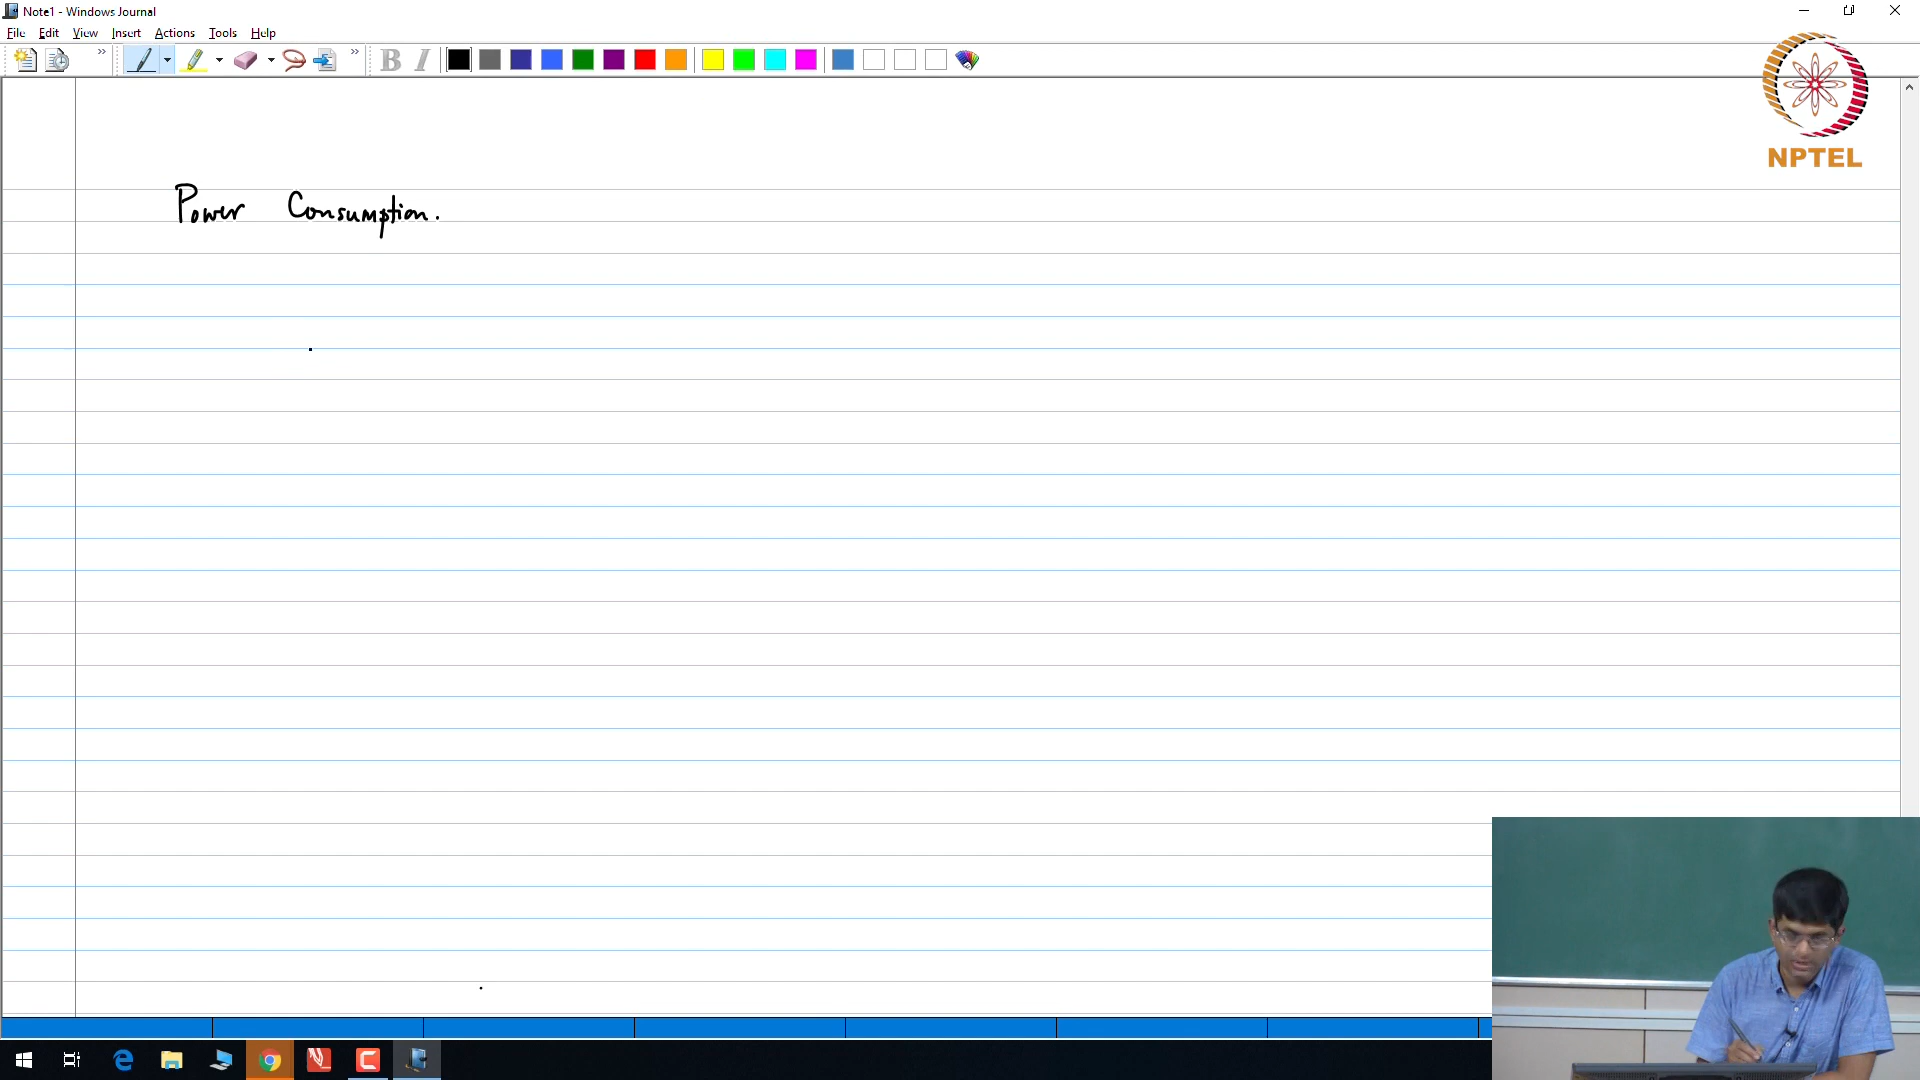 Note1 - Windows Journal
File Edit View Insert Actions Tools Help
B I
NPTEL
Power Consumption.